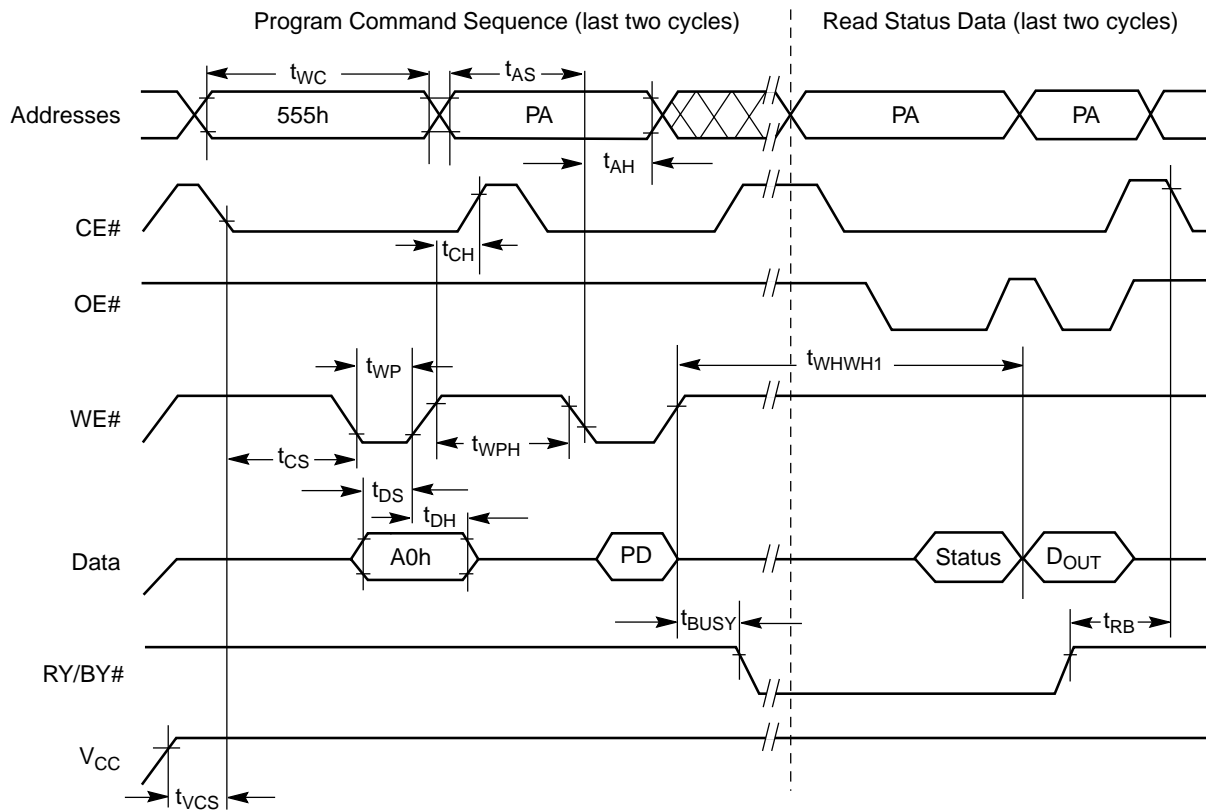 Program Command Sequence (last two cycles)
Read Status Data (last two cycles)
tWC
tAS
Addresses
555h
PA
PA
PA
tAH
CE#
tCH
OE#
tWP
tWHWH1
WE#
tWPH
tCS
tDS
tDH
Data
A0h
PD
Status
DOUT
tBUSY
tRB
RY/BY#
VCC
tVCS